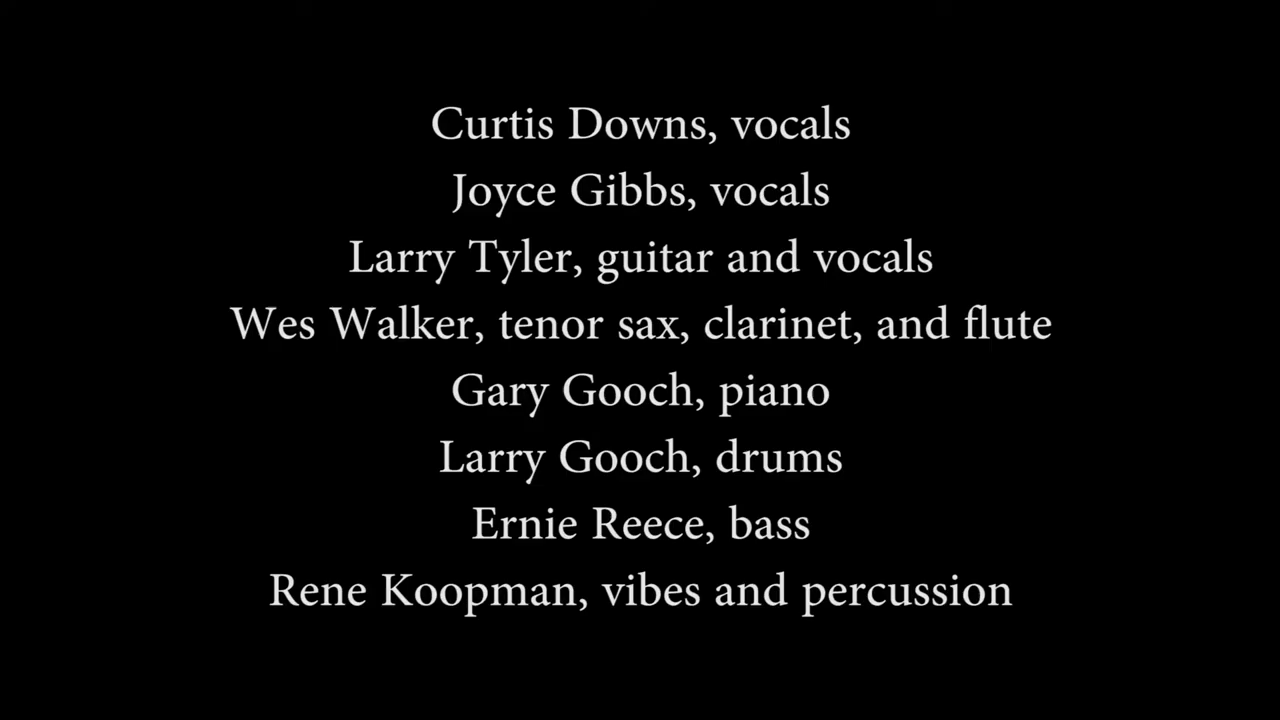 Curtis Downs, vocals
Joyce Gibbs, vocals
Larry Tyler, guitar and vocals
Wes Walker, tenor sax, clarinet, and flute
Gary Gooch, piano
Larry Gooch, drums
Ernie Reece, bass
Rene Koopman, vibes and percussion